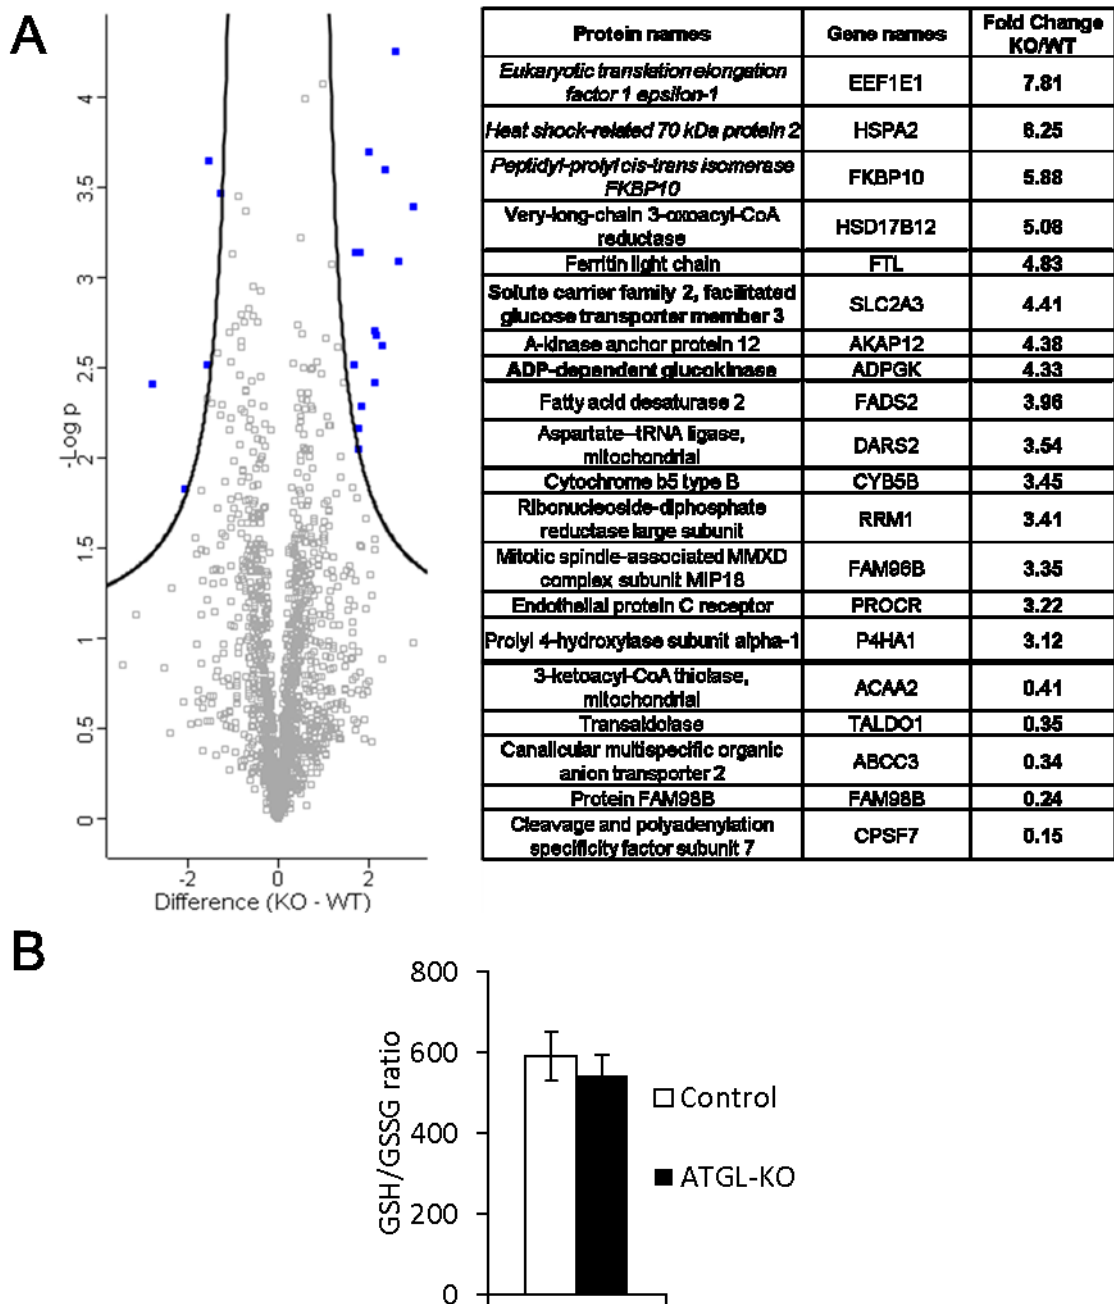 A
Protein names Gene names Fold Change
KO/WT
Eukaryotic translation elongation
factor 1 epsilon-1 EEF1E1 7.81
Heat shock-related 70 kDa protein 2 HSPA2 6.25
Peptidyl-prolyl cis-trans isomerase
FKBP10 FKBP10 5.88
Very-long-chain 3-oxoacyl-CoA
reductase HSD17B12 5.08
Ferritin light chain FTL 4.83
Solute carrier family 2, facilitated
glucose transporter member 3 SLC2A3 4.41
A-kinase anchor protein 12 AKAP12 4.38
ADP-dependent glucokinase ADPGK 4.33
Fatty acid desaturase 2 FADS2 3.96
Aspartate--tRNA ligase,
mitochondrial DARS2 3.54
Cytochrome b5 type B CYB5B 3.45
Ribonucleoside-diphosphate
reductase large subunit RRM1 3.41
Mitotic spindle-associated MMXD
complex subunit MIP18 FAM96B 3.35
Endothelial protein C receptor PROCR 3.22
Prolyl 4-hydroxylase subunit alpha-1 P4HA1 3.12
3-ketoacyl-CoA thiolase,
mitochondrial ACAA2 0.41
Transaldolase TALDO1 0.35
Canalicular multispecific organic
anion transporter 2 ABCC3 0.34
Protein FAM98B FAM98B 0.24
Cleavage and polyadenylation
specificity factor subunit 7 CPSF7 0.15
-Log p
4
3.5
3
2.5
2
1.5
1
0.5
0
-2 0 2
Difference (KO - WT)
B
GSH/GSSG ratio
800
600
400
200
0
Control
ATGL-KO